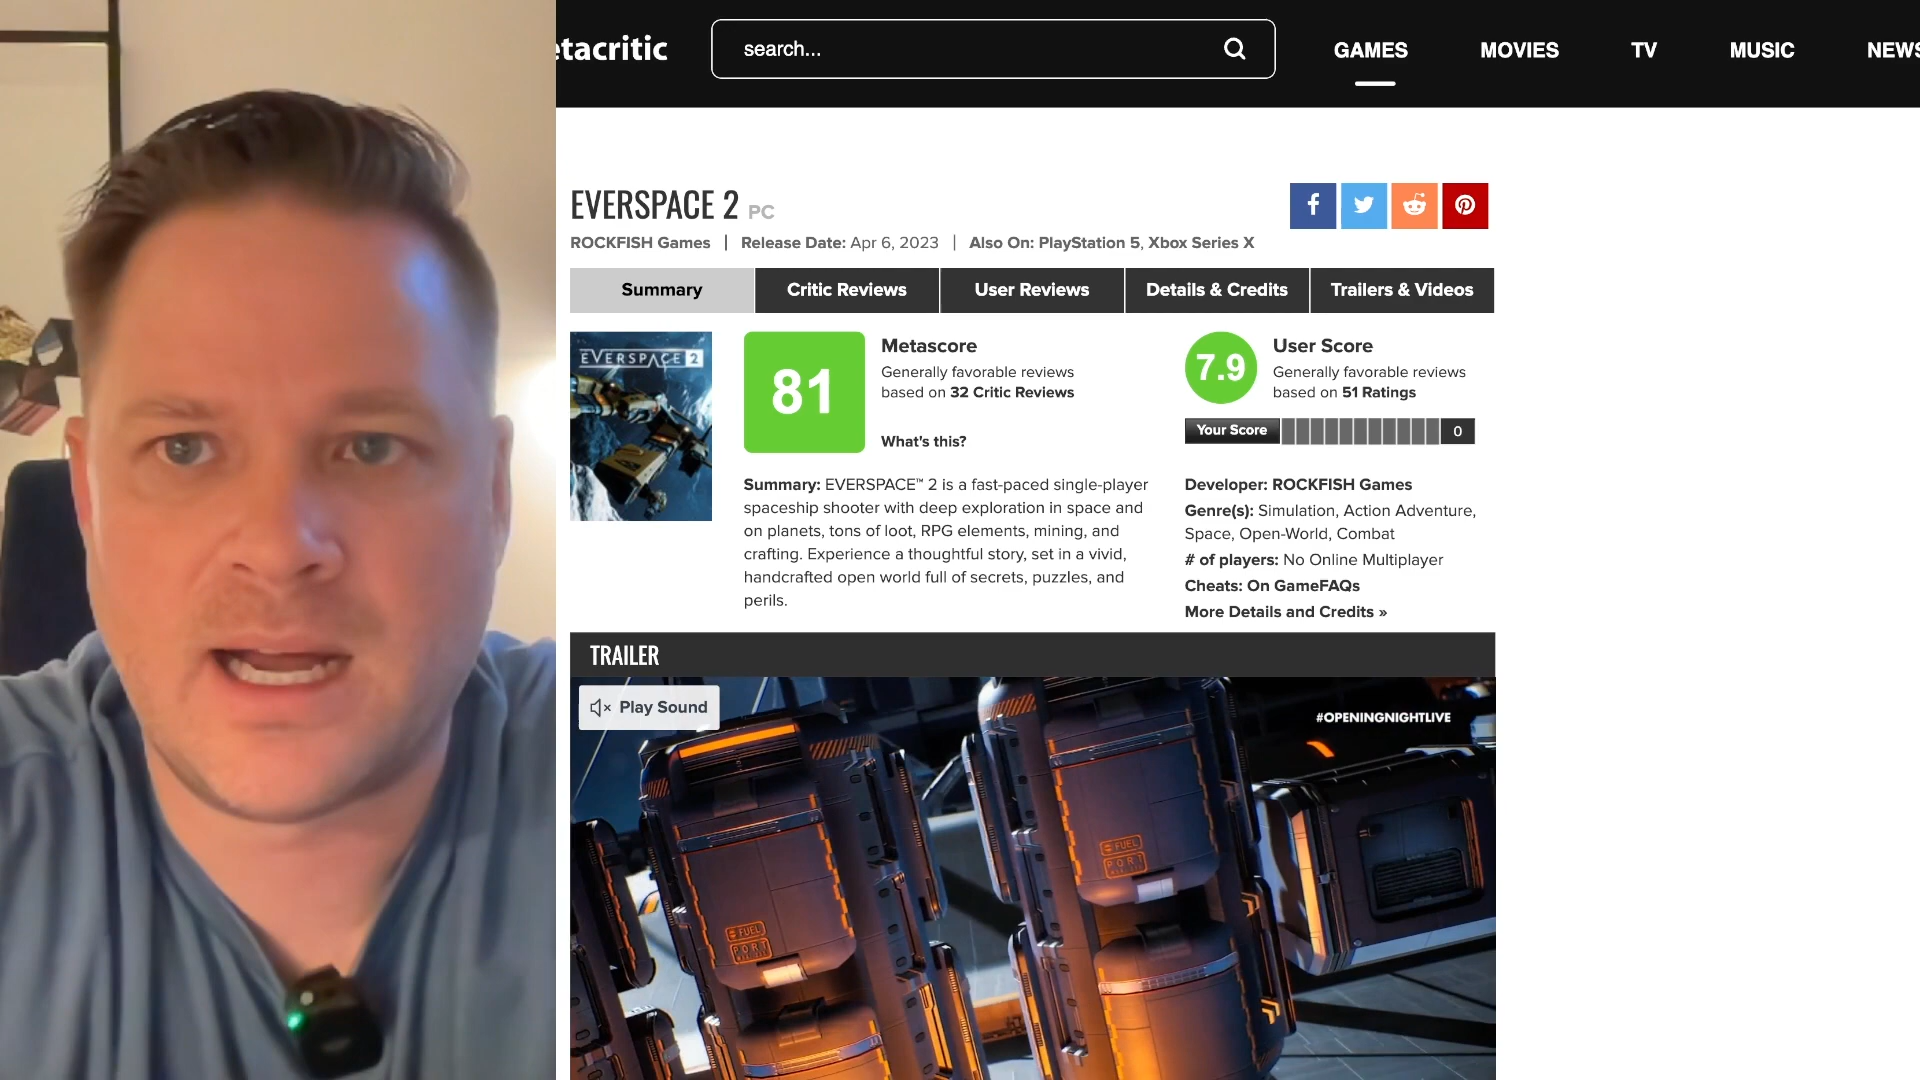 etacritic
search...
GAMES
MOVIES
TV
MUSIC
NEWS
EVERSPACE 2 PC
ROCKFISH Games | Release Date: Apr 6, 2023 | Also On: PlayStation 5, Xbox Series X
Summary
Critic Reviews
User Reviews
Details & Credits
Trailers & Videos
EVERSPACE 2
81
Metascore
Generally favorable reviews
based on 32 Critic Reviews
What's this?
7.9
User Score
Generally favorable reviews
based on 51 Ratings
Your Score
0
Summary: EVERSPACE™ 2 is a fast-paced single-player
spaceship shooter with deep exploration in space and
on planets, tons of loot, RPG elements, mining, and
crafting. Experience a thoughtful story, set in a vivid,
handcrafted open world full of secrets, puzzles, and
perils.
Developer: ROCKFISH Games
Genre(s): Simulation, Action Adventure,
Space, Open-World, Combat
# of players: No Online Multiplayer
Cheats: On GameFAQs
More Details and Credits »
TRAILER
Play Sound
#OPENINGNIGHTLIVE
FUEL
PORT
FUEL
PORT